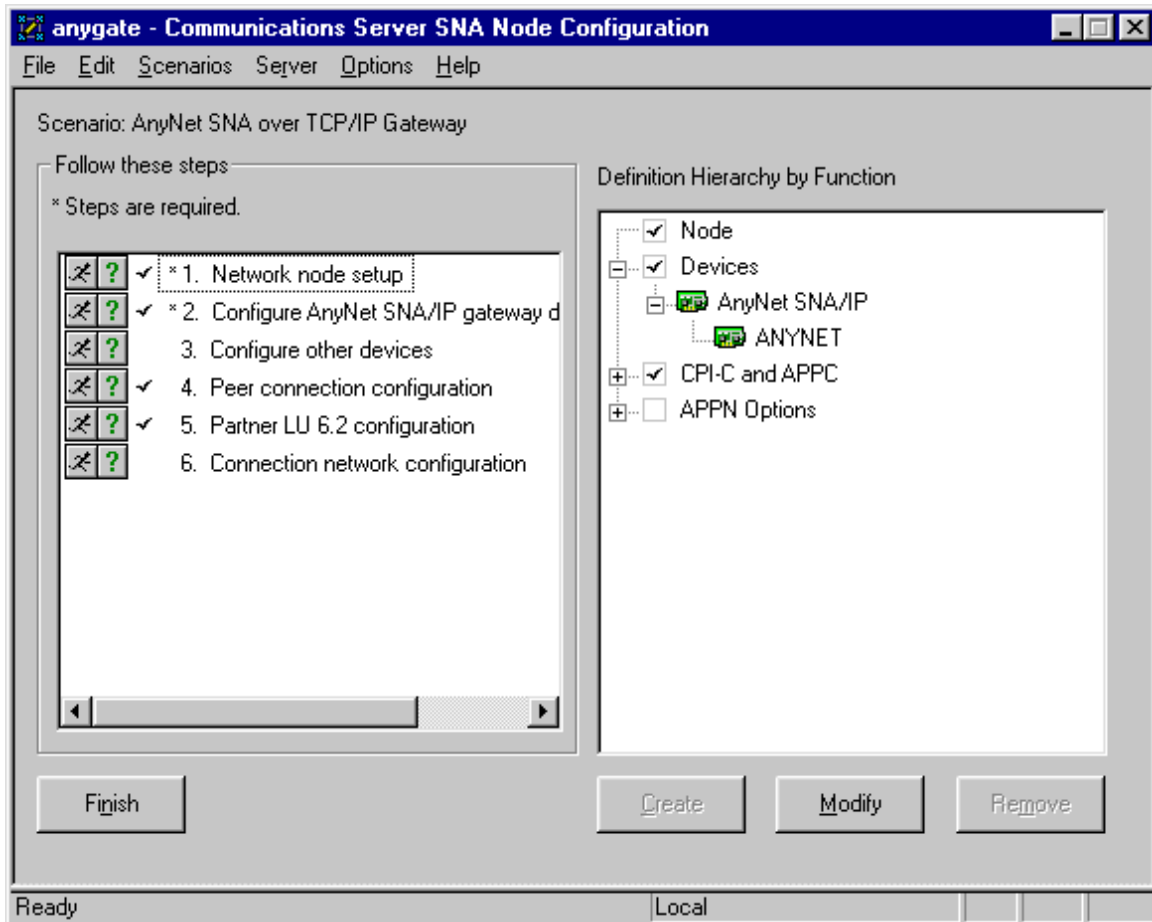 anygate - Communications Server SNA Node Configuration
File Edit Scenarios Server Options Help
Scenario: AnyNet SNA over TCP/IP Gateway
Follow these steps
* Steps are required.
? * 1. Network node setup
? * 2. Configure AnyNet SNA/IP gateway d
? 3. Configure other devices
? 4. Peer connection configuration
? 5. Partner LU 6.2 configuration
? 6. Connection network configuration
Finish
Definition Hierarchy by Function
Node
Devices
AnyNet SNA/IP
ANYNET
CPI-C and APPC
APPN Options
Create Modify Remove
Ready Local